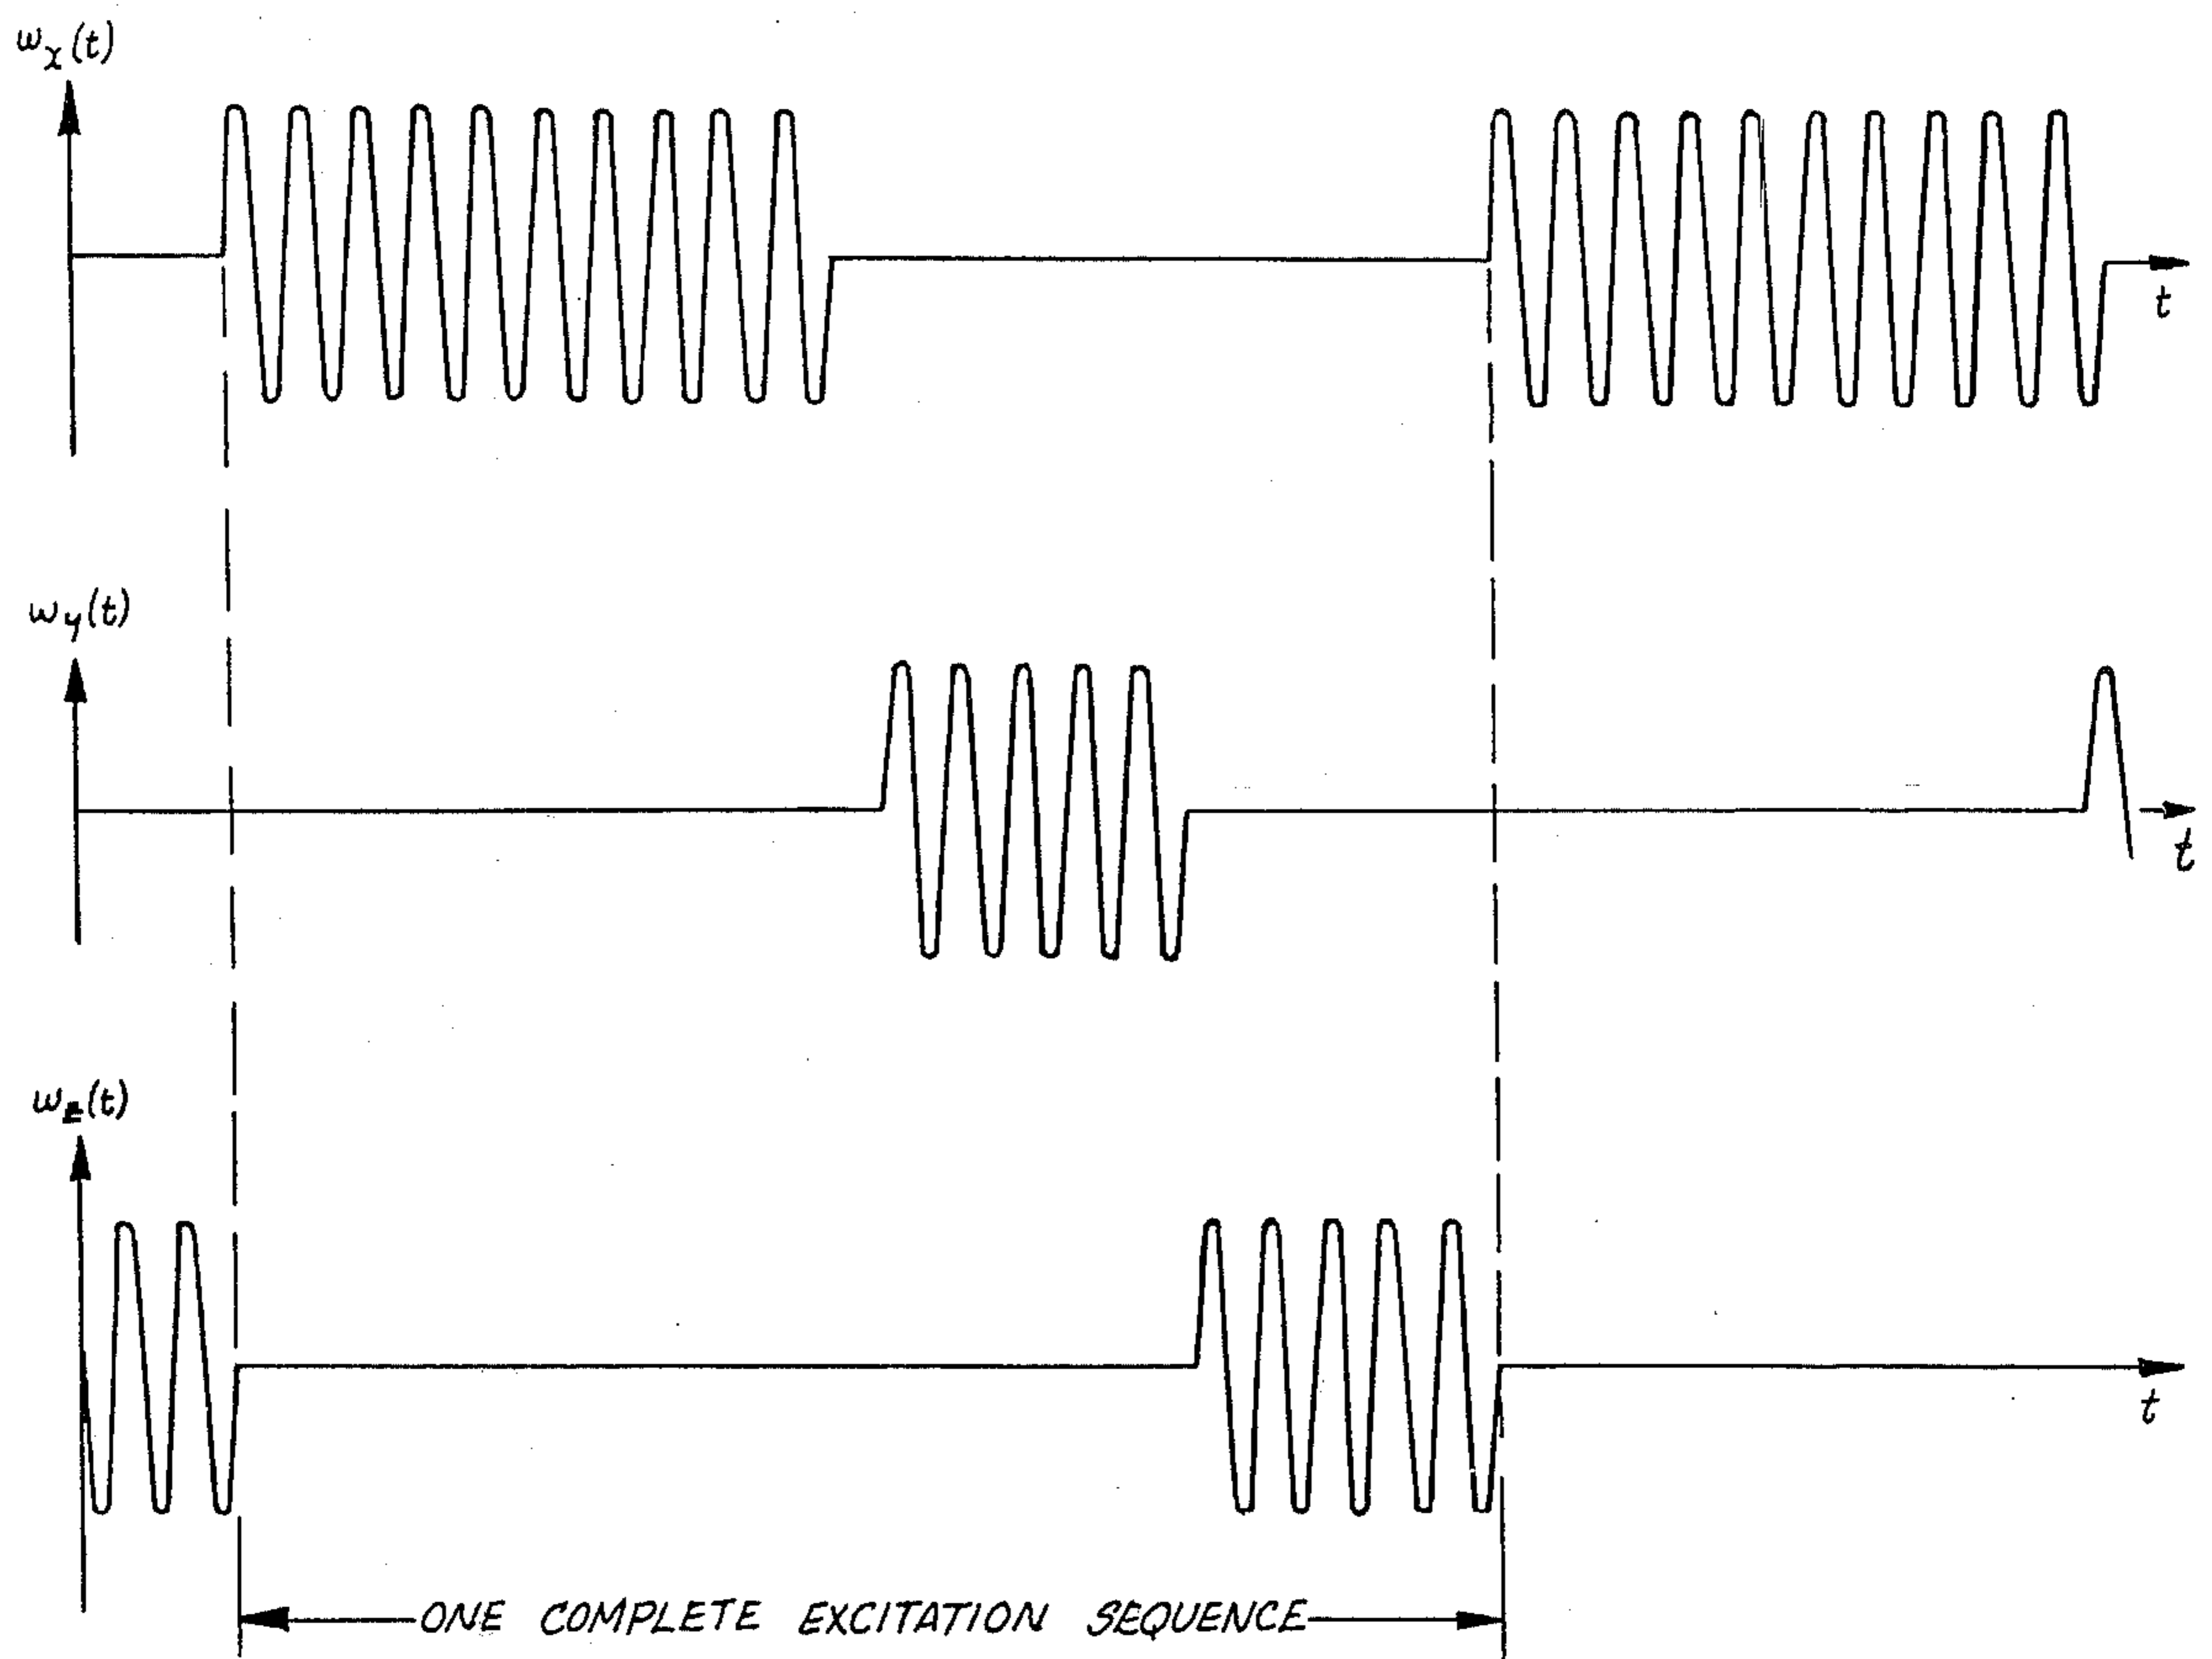 ωx(t)
t
ωy(t)
t
ωz(t)
t
ONE COMPLETE EXCITATION SEQUENCE